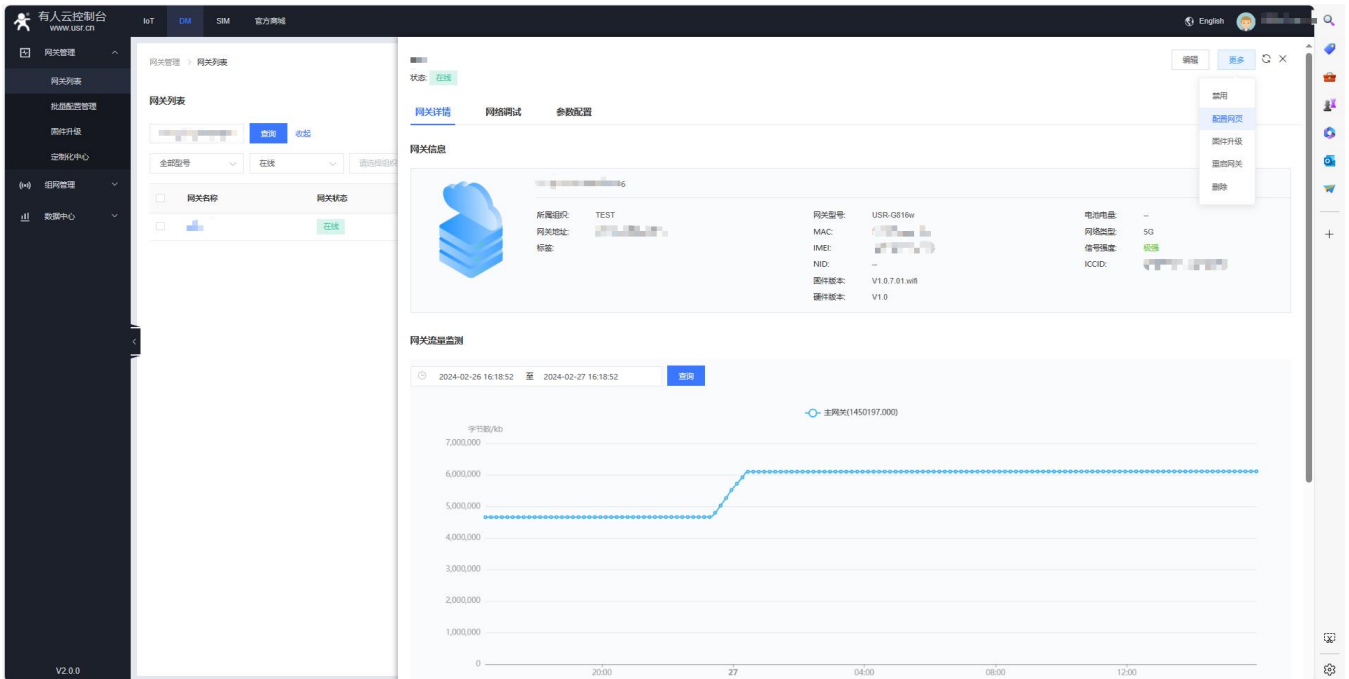 有人云控制台
www.usr.cn
IoT
DM
SIM
官方商城
English
网关管理
网关列表
批量配置管理
固件升级
定制化中心
组网管理
数据中心
V2.0.0
网关管理 > 网关列表
网关列表
查询
收起
全部型号
在线
请选择组织
网关名称
网关状态
在线
状态: 在线
编辑
更多
禁用
配置网页
固件升级
重启网关
删除
网关详情
网络调试
参数配置
网关信息
6
所属组织: TEST
网关地址:
标签:
网关型号: USR-G816w
MAC:
IMEI:
NID: --
固件版本: V1.0.7.01.wifi
硬件版本: V1.0
电池电量: --
网络类型: 5G
信号强度: 极强
ICCID:
网关流量监测
2024-02-26 16:18:52 至 2024-02-27 16:18:52
查询
主网关(1450197.000)
字节数/kb
7,000,000
6,000,000
5,000,000
4,000,000
3,000,000
2,000,000
1,000,000
0
20:00
27
04:00
08:00
12:00